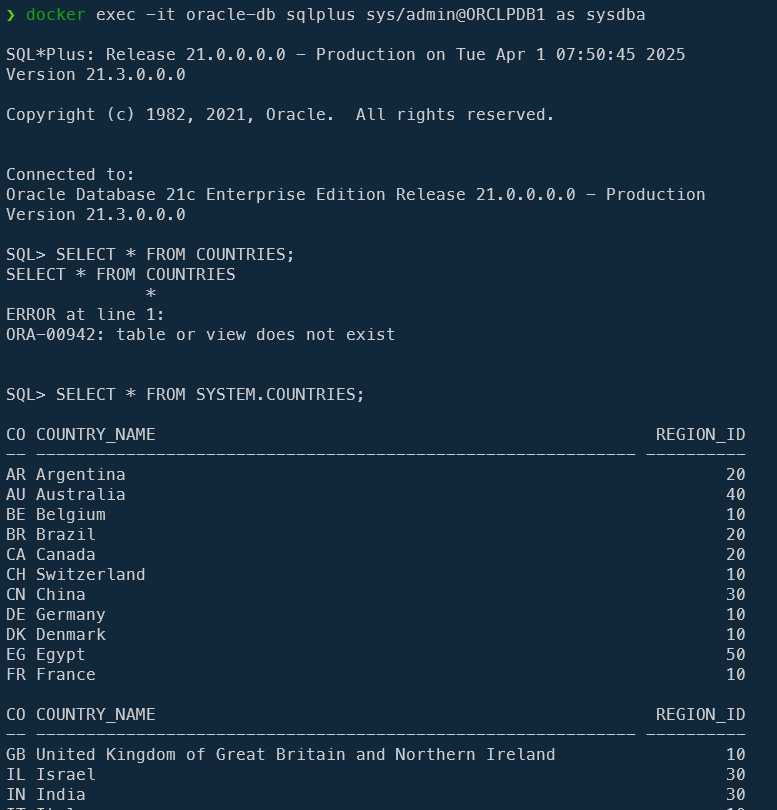 ❯ docker exec -it oracle-db sqlplus sys/admin@ORCLPDB1 as sysdba
SQL*Plus: Release 21.0.0.0.0 - Production on Tue Apr 1 07:50:45 2025
Version 21.3.0.0.0
Copyright (c) 1982, 2021, Oracle.  All rights reserved.
Connected to:
Oracle Database 21c Enterprise Edition Release 21.0.0.0.0 - Production
Version 21.3.0.0.0
SQL> SELECT * FROM COUNTRIES;
SELECT * FROM COUNTRIES
              *
ERROR at line 1:
ORA-00942: table or view does not exist
SQL> SELECT * FROM SYSTEM.COUNTRIES;
CO COUNTRY_NAME                                                  REGION_ID
-- ------------------------------------------------------------ ----------
AR Argentina                                                            20
AU Australia                                                            40
BE Belgium                                                              10
BR Brazil                                                               20
CA Canada                                                               20
CH Switzerland                                                          10
CN China                                                                30
DE Germany                                                              10
DK Denmark                                                              10
EG Egypt                                                                50
FR France                                                               10
CO COUNTRY_NAME                                                  REGION_ID
-- ------------------------------------------------------------ ----------
GB United Kingdom of Great Britain and Northern Ireland                 10
IL Israel                                                               30
IN India                                                                30